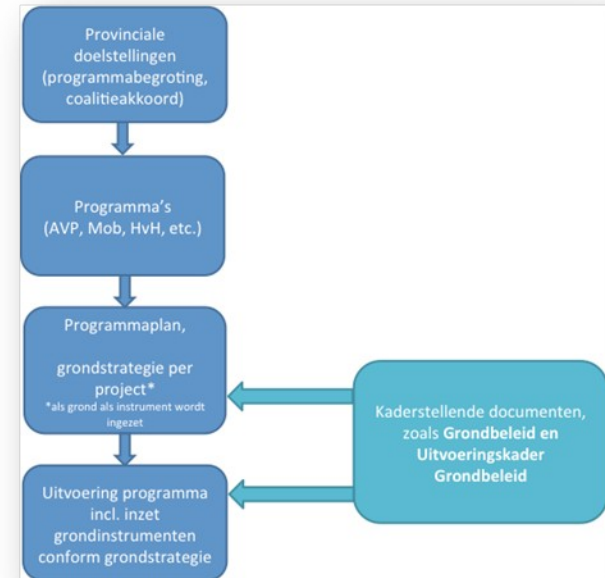 Provinciale
doelstellingen
(programmabegroting,
coalitieakkoord)
Programma's
(AVP, Mob, HvH, etc.)
Programmaplan,
grondstrategie per
project*
*als grond als instrument wordt
ingezet
Kaderstellende documenten,
zoals Grondbeleid en
Uitvoeringskader
Grondbeleid
Uitvoering programma
incl. inzet
grondinstrumenten
conform grondstrategie